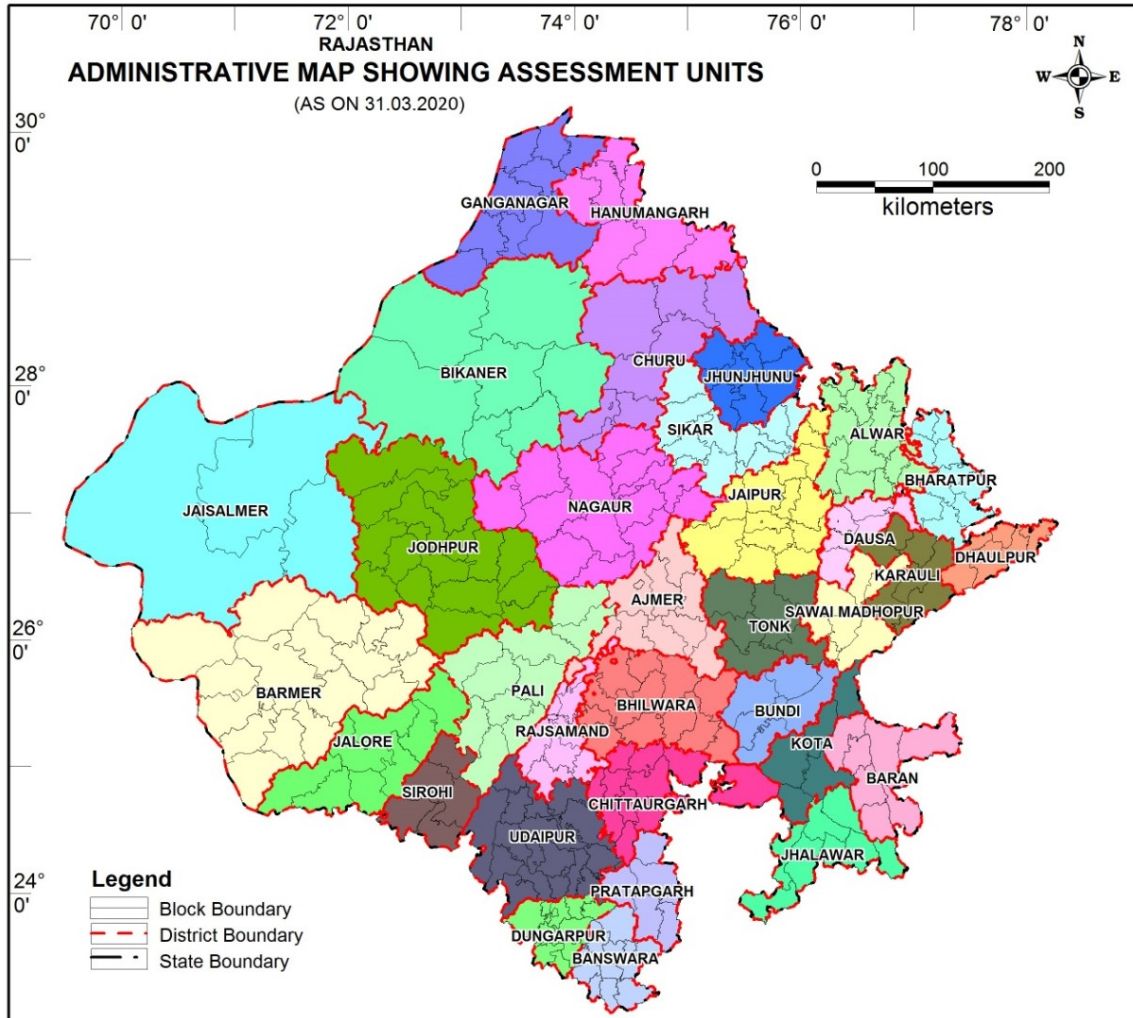 70° 0' 72° 0' 74° 0' 76° 0' 78° 0'
RAJASTHAN
ADMINISTRATIVE MAP SHOWING ASSESSMENT UNITS
(AS ON 31.03.2020)
N
W E
S
30°
0'
0 100 200
kilometers
GANGANAGAR
HANUMANGARH
28°
0'
CHURU
BIKANER
JHUNJHUNU
SIKAR
ALWAR
BHARATPUR
JAIPUR
NAGAUR
JAISALMER
DAUSA
JODHPUR
DHAULPUR
KARAULI
AJMER
SAWAI MADHOPUR
TONK
26°
0'
BARMER
PALI
BHILWARA
BUNDI
RAJSAMAND
JALORE
KOTA
BARAN
SIROHI
CHITTAURGARH
UDAIPUR
JHALAWAR
24°
0'
PRATAPGARH
DUNGARPUR
BANSWARA
Legend
Block Boundary
District Boundary
State Boundary